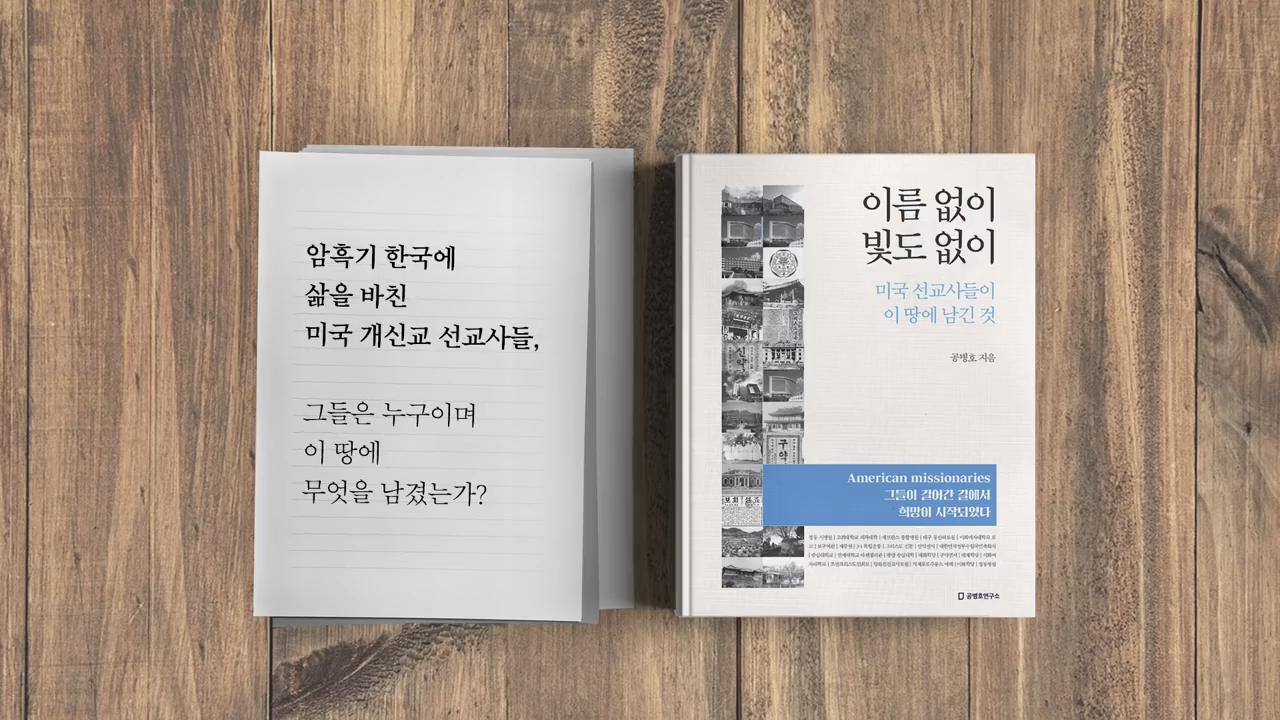 암흑기 한국에
삶을 바친
미국 개신교 선교사들,
그들은 누구이며
이 땅에
무엇을 남겼는가?
이름 없이
빛도 없이
미국 선교사들이
이 땅에 남긴 것
공병호 지음
신약
구약
American missionaries
그들이 걸어간 길에서
희망이 시작되었다
공병호연구소